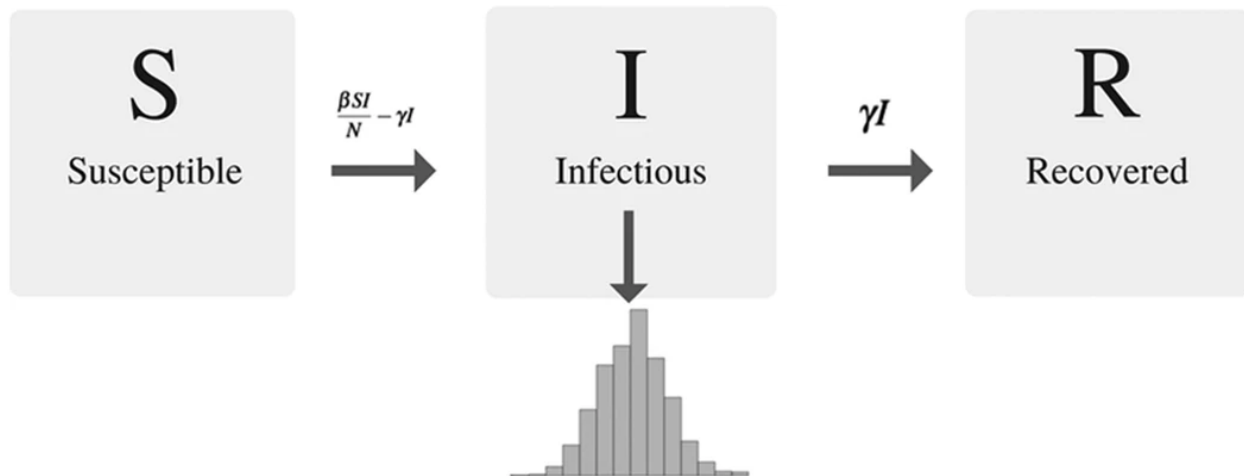 S
Susceptible
βSI/N − γI
I
Infectious
γI
R
Recovered